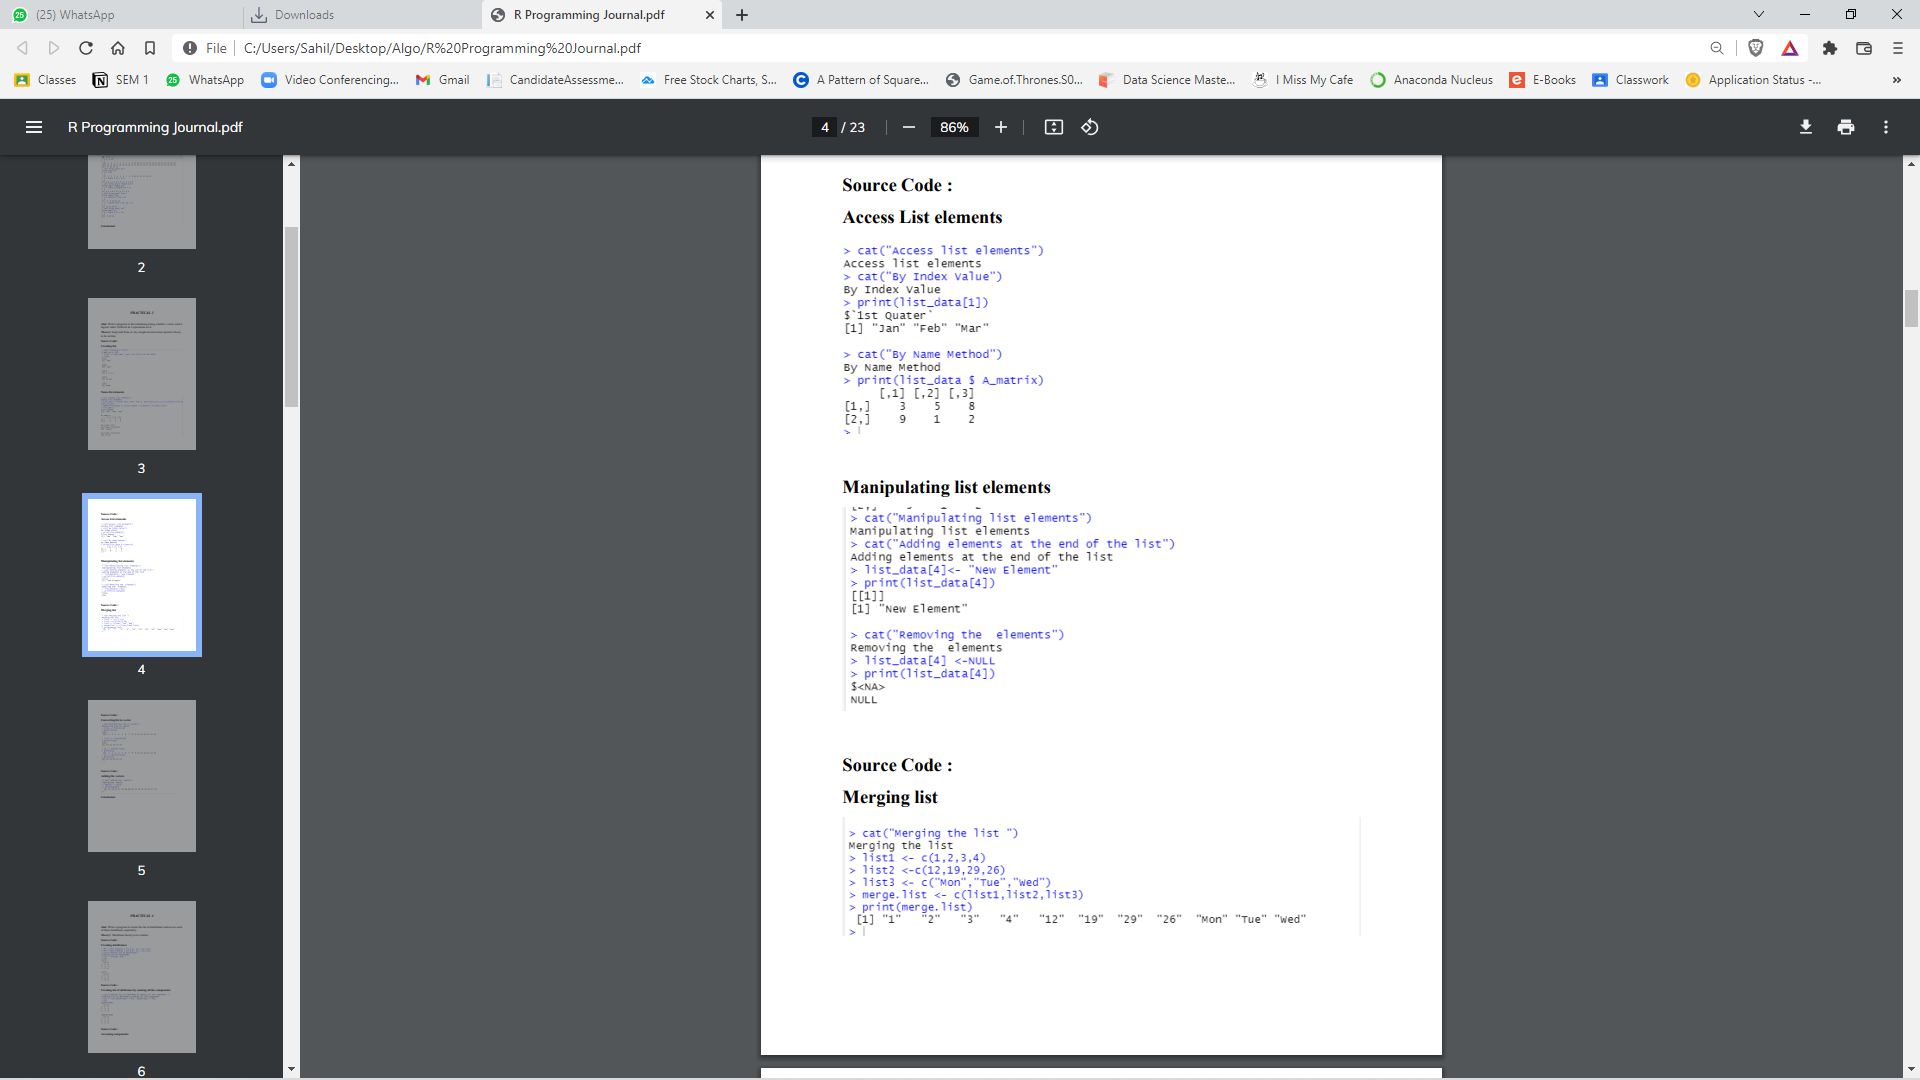 (25) WhatsApp
Downloads
R Programming Journal.pdf
File
C:/Users/Sahil/Desktop/Algo/R%20Programming%20Journal.pdf
Classes
SEM 1
WhatsApp
Video Conferencing...
Gmail
CandidateAssessme...
Free Stock Charts, S...
A Pattern of Square...
Game.of.Thrones.S0...
Data Science Maste...
I Miss My Cafe
Anaconda Nucleus
E-Books
Classwork
Application Status -...
»
R Programming Journal.pdf
4 / 23
86%
2
3
4
5
6
Source Code :
Access List elements
> cat("Access list elements")
Access list elements
> cat("By Index Value")
By Index Value
> print(list_data[1])
$`1st Quater`
[1] "Jan" "Feb" "Mar"
> cat("By Name Method")
By Name Method
> print(list_data $ A_matrix)
[,1] [,2] [,3]
[1,] 3 5 8
[2,] 9 1 2
>
Manipulating list elements
> cat("Manipulating list elements")
Manipulating list elements
> cat("Adding elements at the end of the list")
Adding elements at the end of the list
> list_data[4]<- "New Element"
> print(list_data[4])
[[1]]
[1] "New Element"
> cat("Removing the  elements")
Removing the  elements
> list_data[4] <-NULL
> print(list_data[4])
$<NA>
NULL
Source Code :
Merging list
> cat("Merging the list ")
Merging the list
> list1 <- c(1,2,3,4)
> list2 <-c(12,19,29,26)
> list3 <- c("Mon","Tue","Wed")
> merge.list <- c(list1,list2,list3)
> print(merge.list)
[1] "1" "2" "3" "4" "12" "19" "29" "26" "Mon" "Tue" "Wed"
>